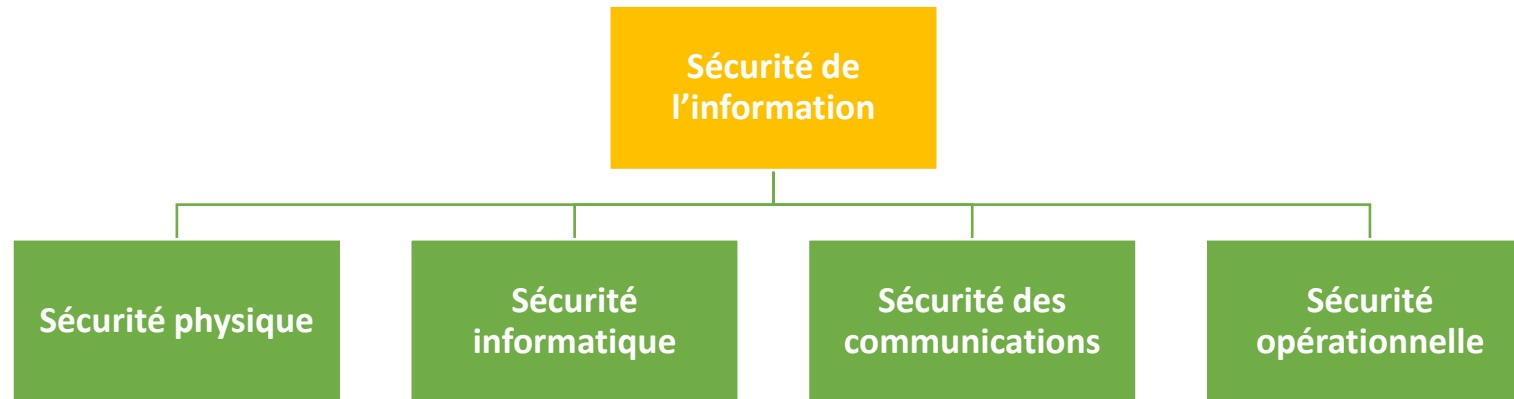 Sécurité de
l’information
Sécurité physique
Sécurité
informatique
Sécurité des
communications
Sécurité
opérationnelle